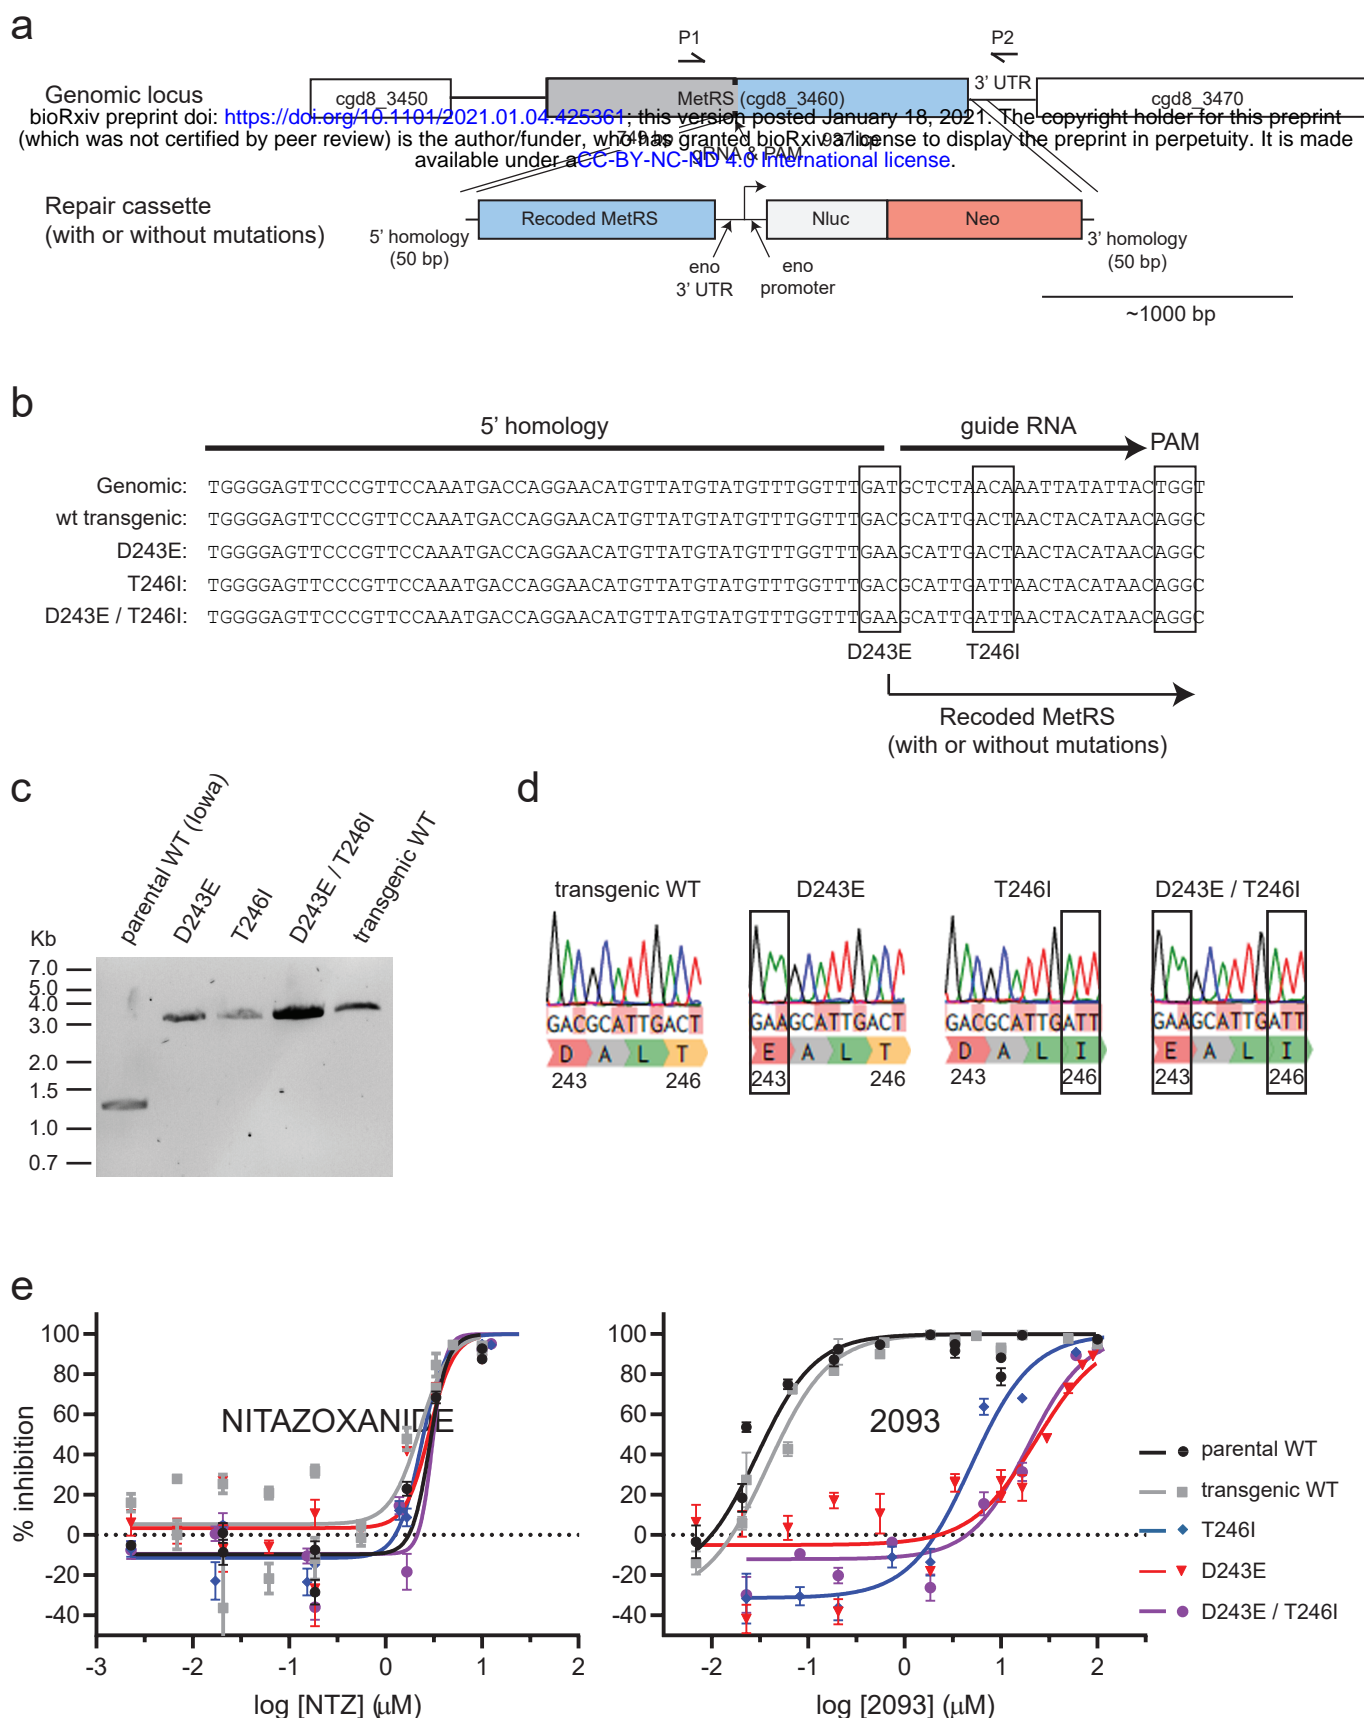 a
P1
P2
3' UTR
Genomic locus
cgd8_3450
MetRS (cgd8_3460)
cgd8_3470
bioRxiv preprint doi: https://doi.org/10.1101/2021.01.04.425361; this version posted January 18, 2021. The copyright holder for this preprint
(which was not certified by peer review) is the author/funder, who has granted bioRxiv a license to display the preprint in perpetuity. It is made
available under aCC-BY-NC-ND 4.0 International license.
749 bp
937 bp
gRNA & PAM
Repair cassette
(with or without mutations)
5' homology
(50 bp)
Recoded MetRS
Nluc
Neo
3' homology
(50 bp)
eno
3' UTR
eno
promoter
~1000 bp
b
5' homology
guide RNA
PAM
Genomic: TGGGGAGTTCCCGTTCCAAATGACCAGGAACATGTTATGTATGTTTGGTTTGATGCTCTAACAAATTATATTACTGGT
wt transgenic: TGGGGAGTTCCCGTTCCAAATGACCAGGAACATGTTATGTATGTTTGGTTTGACGCATTGACTAACTACATAACAGGC
D243E: TGGGGAGTTCCCGTTCCAAATGACCAGGAACATGTTATGTATGTTTGGTTTGAAGCATTGACTAACTACATAACAGGC
T246I: TGGGGAGTTCCCGTTCCAAATGACCAGGAACATGTTATGTATGTTTGGTTTGACGCATTGATTAACTACATAACAGGC
D243E / T246I: TGGGGAGTTCCCGTTCCAAATGACCAGGAACATGTTATGTATGTTTGGTTTGAAGCATTGATTAACTACATAACAGGC
D243E
T246I
Recoded MetRS
(with or without mutations)
c
parental WT (Iowa)
D243E
T246I
D243E / T246I
transgenic WT
Kb
7.0
5.0
4.0
3.0
2.0
1.5
1.0
0.7
d
transgenic WT
GACGCATTGACT
D A L T
243 246
D243E
GAAGCATTGACT
E A L T
243 246
T246I
GACGCATTGATT
D A L I
243 246
D243E / T246I
GAAGCATTGATT
E A L I
243 246
e
% inhibition
100
80
60
40
20
0
-20
-40
NITAZOXANIDE
-3 -2 -1 0 1 2
log [NTZ] (µM)
100
80
60
40
20
0
-20
-40
2093
-2 -1 0 1 2
log [2093] (µM)
parental WT
transgenic WT
T246I
D243E
D243E / T246I